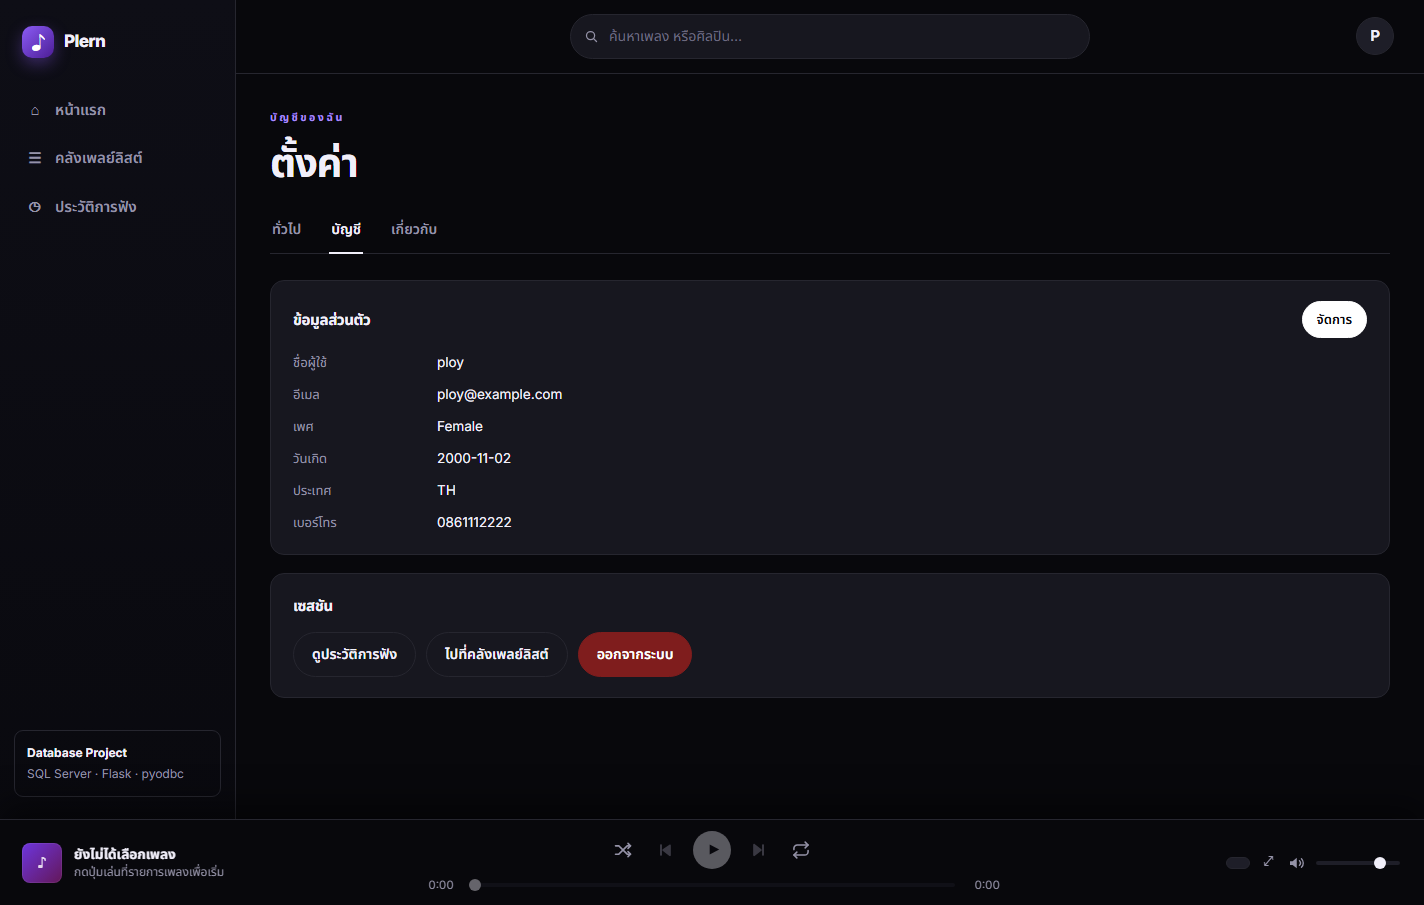 Plern
ค้นหาเพลง หรือศิลปิน...
P
หน้าแรก
คลังเพลย์ลิสต์
ประวัติการฟัง
บัญชีของฉัน
ตั้งค่า
ทั่วไป บัญชี เกี่ยวกับ
ข้อมูลส่วนตัว
จัดการ
ชื่อผู้ใช้ ploy
อีเมล ploy@example.com
เพศ Female
วันเกิด 2000-11-02
ประเทศ TH
เบอร์โทร 0861112222
เซสชัน
ดูประวัติการฟัง ไปที่คลังเพลย์ลิสต์ ออกจากระบบ
Database Project
SQL Server · Flask · pyodbc
ยังไม่ได้เลือกเพลง
กดปุ่มเล่นที่รายการเพลงเพื่อเริ่ม
0:00 0:00